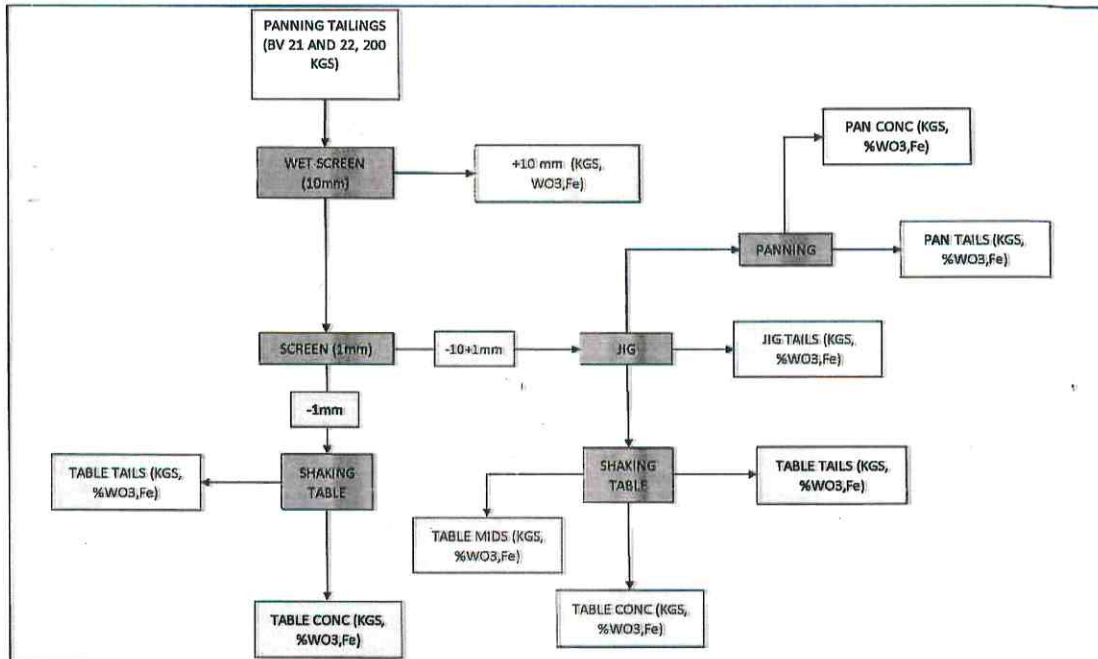 PANNING TAILINGS
(BV 21 AND 22, 200
KGS)
PAN CONC (KGS,
%WO3,Fe)
WET SCREEN
(10mm)
+10 mm (KGS,
WO3,Fe)
PANNING
PAN TAILS (KGS,
%WO3,Fe)
SCREEN (1mm)
-10+1mm
JIG
JIG TAILS (KGS,
%WO3,Fe)
-1mm
TABLE TAILS (KGS,
%WO3,Fe)
SHAKING
TABLE
SHAKING
TABLE
TABLE TAILS (KGS,
%WO3,Fe)
TABLE MIDS (KGS,
%WO3,Fe)
TABLE CONC (KGS,
%WO3,Fe)
TABLE CONC (KGS,
%WO3,Fe)